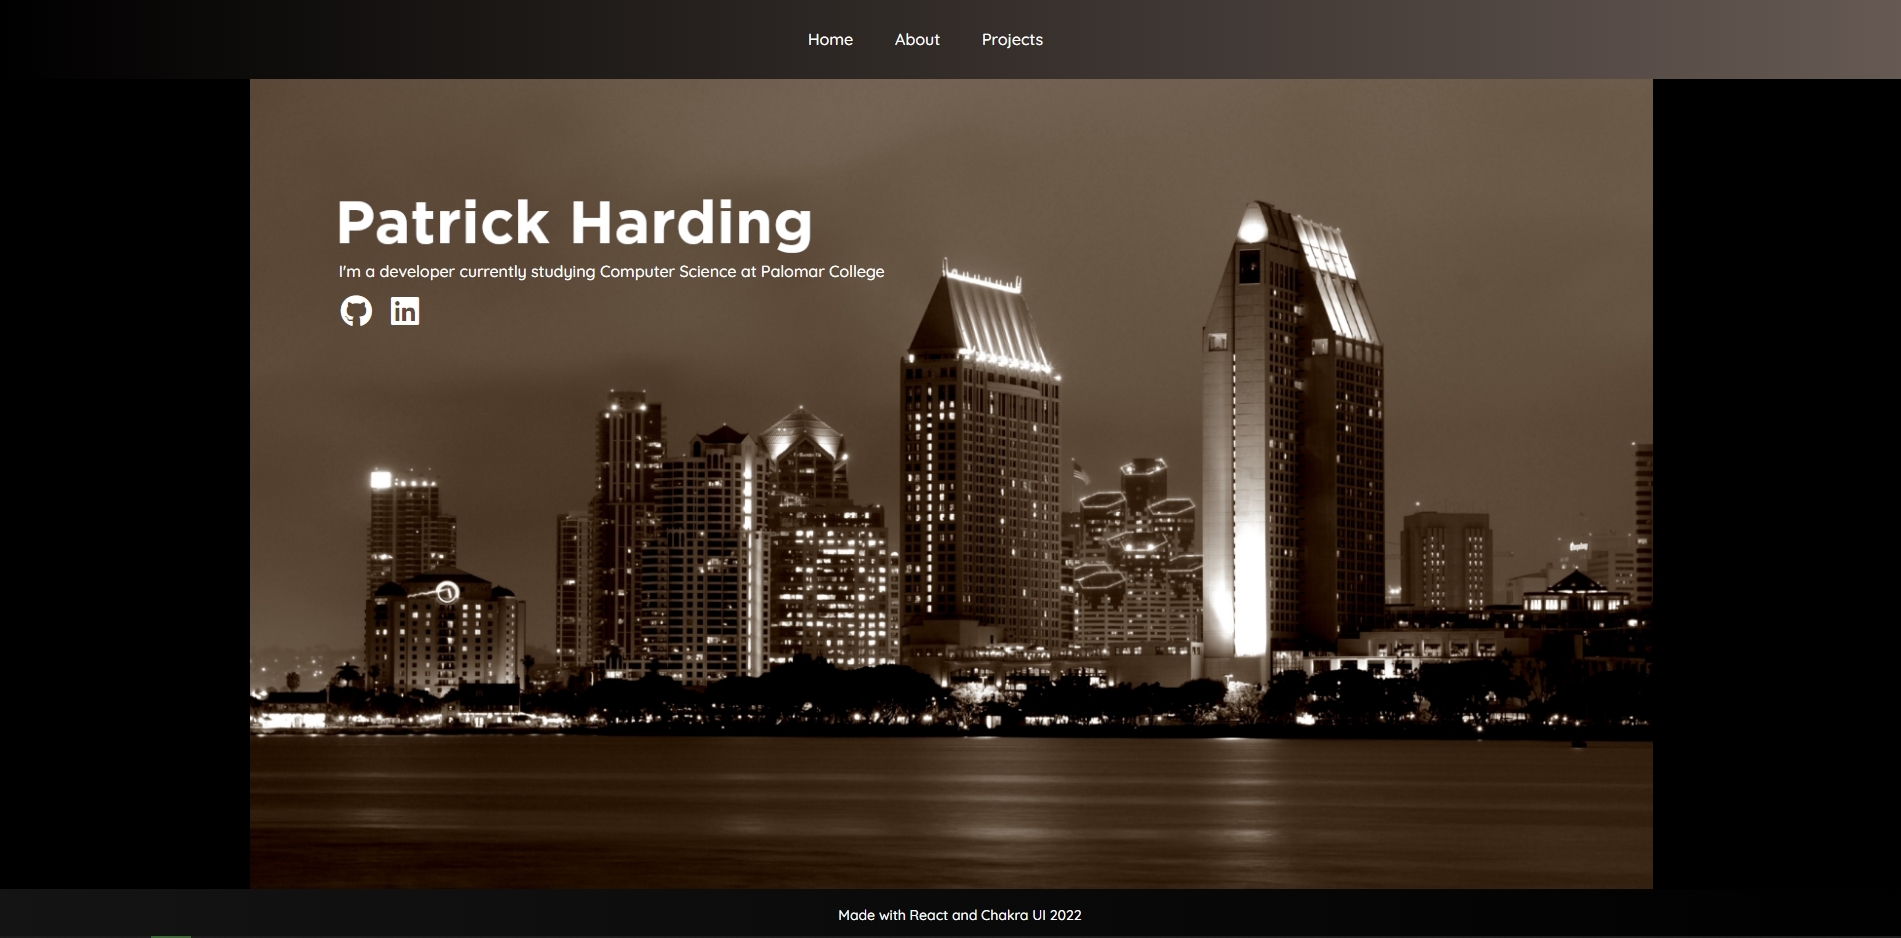 Home About Projects
Patrick Harding
I'm a developer currently studying Computer Science at Palomar College
in
Made with React and Chakra UI 2022